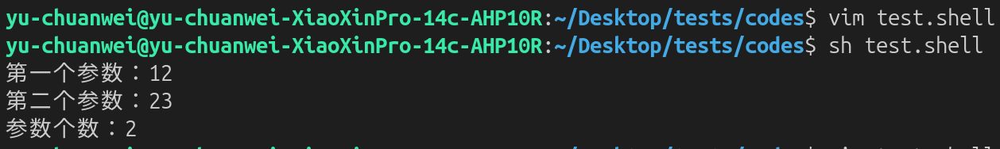 yu-chuanwei@yu-chuanwei-XiaoXinPro-14c-AHP10R:~/Desktop/tests/codes$ vim test.shell
yu-chuanwei@yu-chuanwei-XiaoXinPro-14c-AHP10R:~/Desktop/tests/codes$ sh test.shell
第一个参数：12
第二个参数：23
参数个数：2